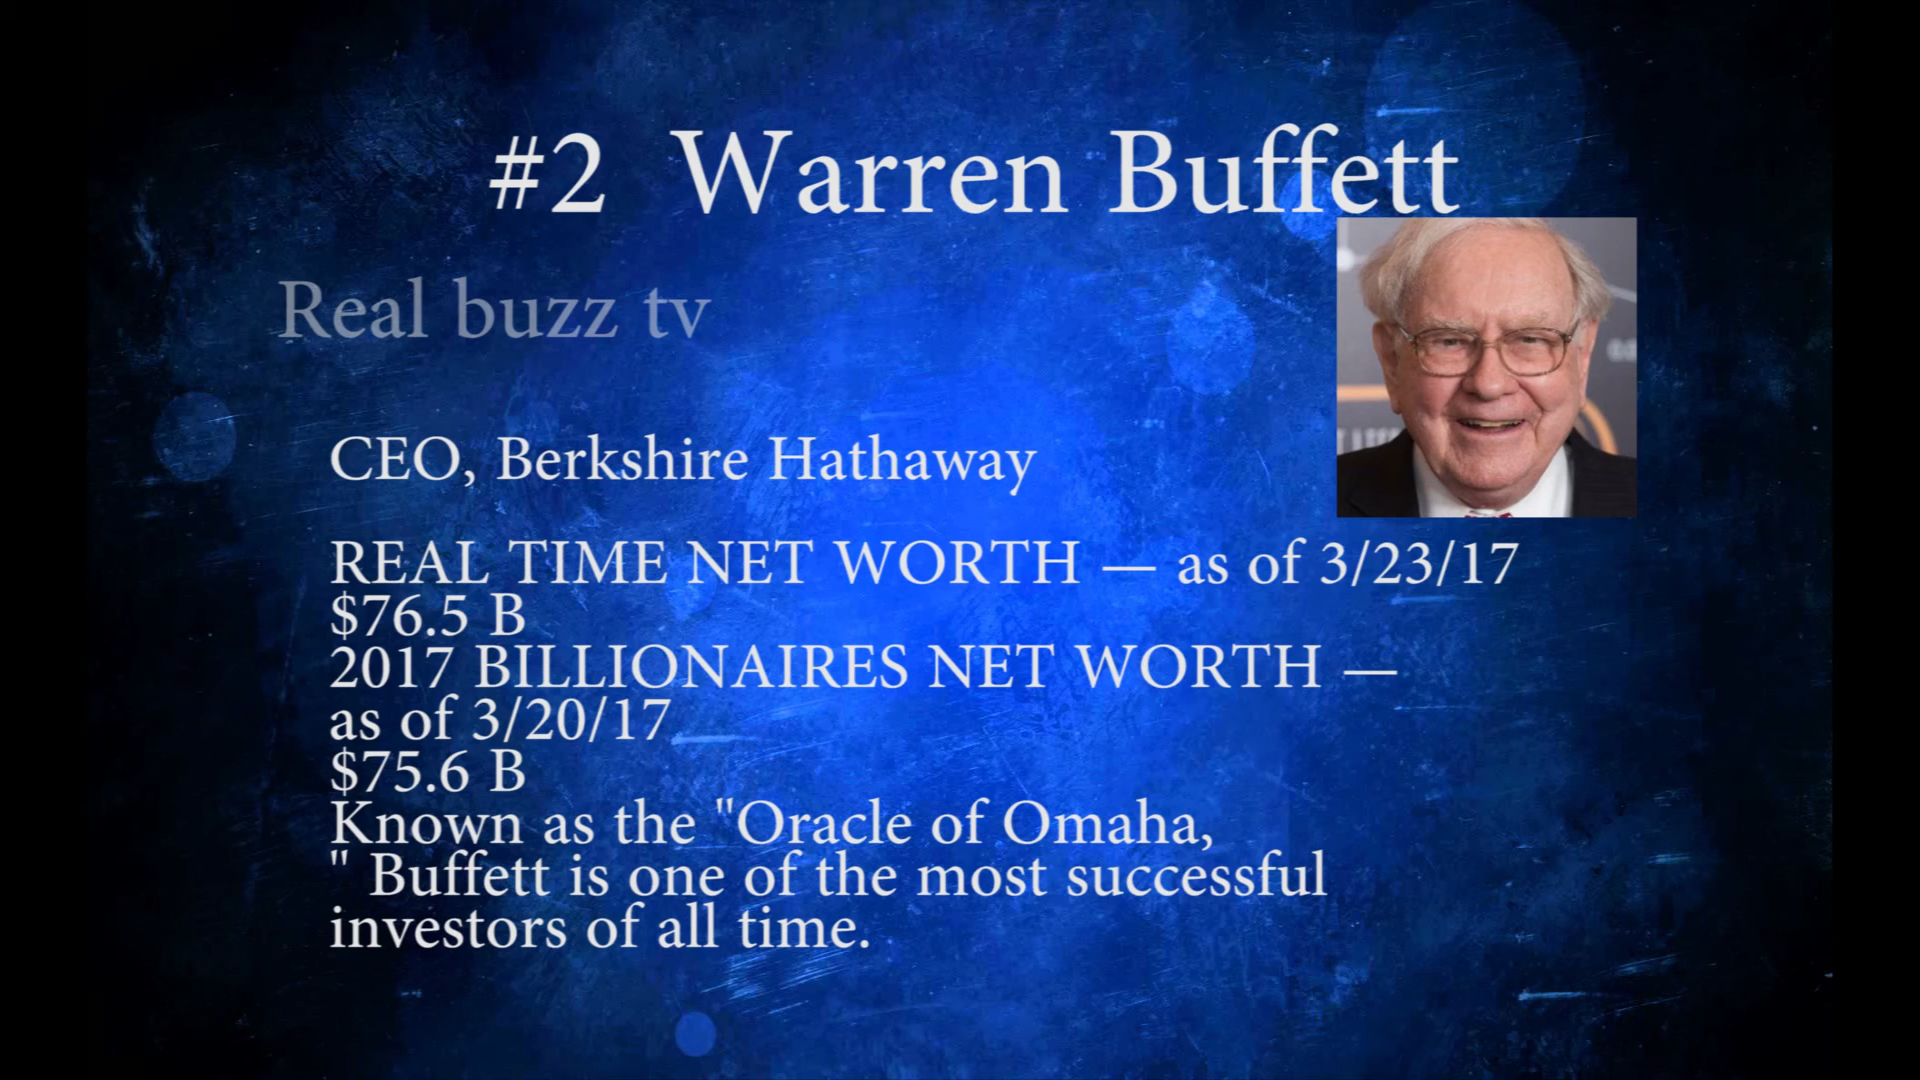 #2 Warren Buffett
Real buzz tv
CEO, Berkshire Hathaway
REAL TIME NET WORTH — as of 3/23/17
$76.5 B
2017 BILLIONAIRES NET WORTH —
as of 3/20/17
$75.6 B
Known as the "Oracle of Omaha,
" Buffett is one of the most successful
investors of all time.